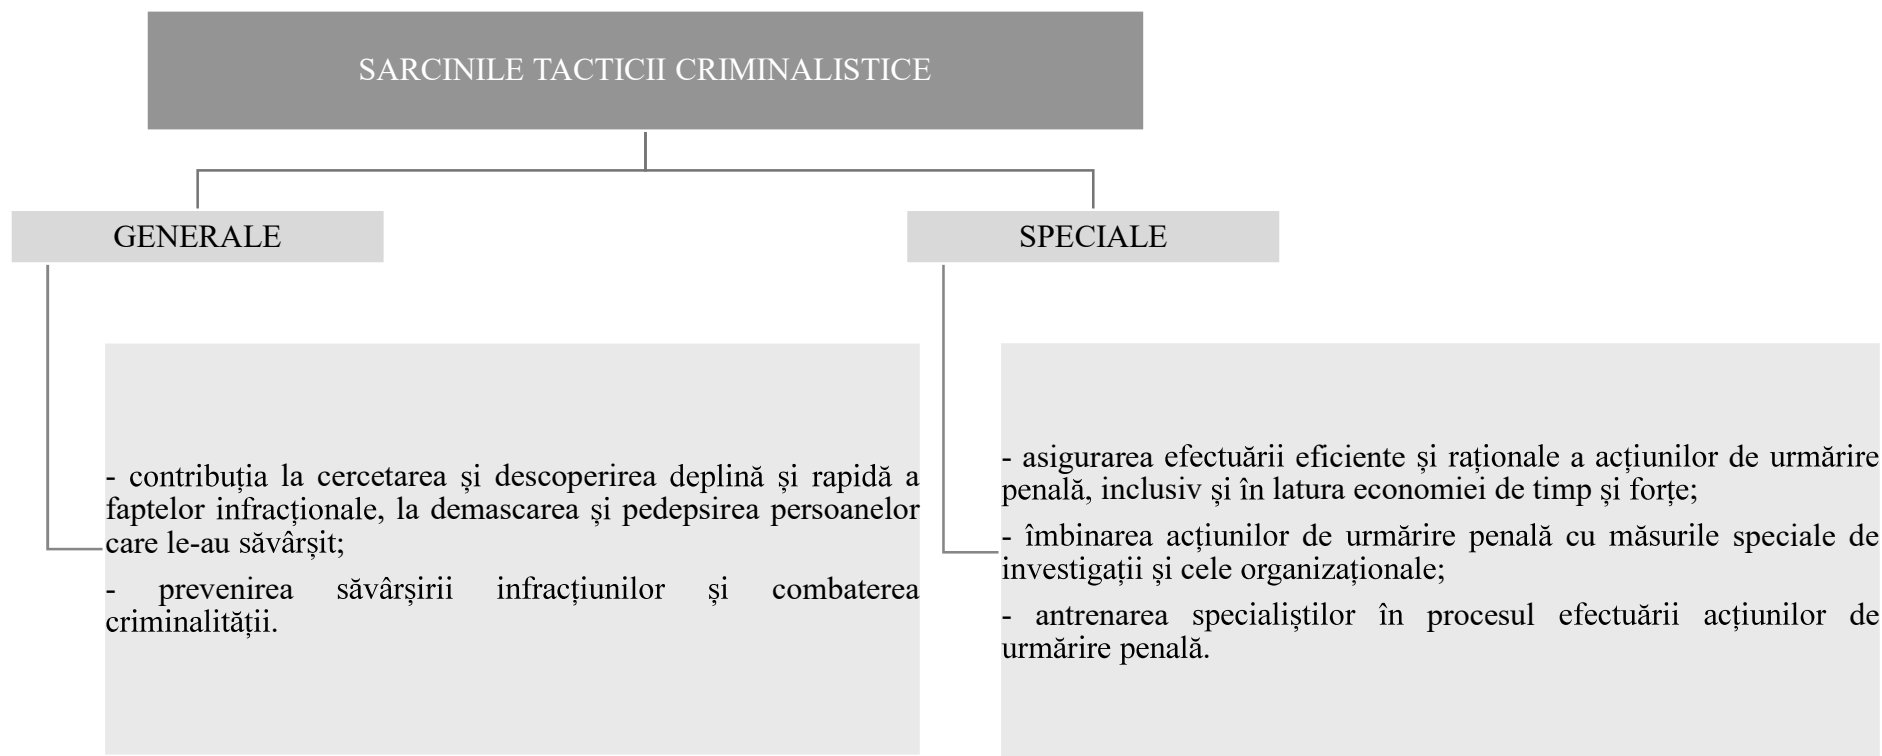 SARCINILE TACTICII CRIMINALISTICE
GENERALE
- contribuția la cercetarea și descoperirea deplină și rapidă a
faptelor infracționale, la demascarea și pedepsirea persoanelor
care le-au săvârșit;
- prevenirea săvârșirii infracțiunilor și combaterea
criminalității.
SPECIALE
- asigurarea efectuării eficiente și raționale a acțiunilor de urmărire
penală, inclusiv și în latura economiei de timp și forțe;
- îmbinarea acțiunilor de urmărire penală cu măsurile speciale de
investigații și cele organizaționale;
- antrenarea specialiștilor în procesul efectuării acțiunilor de
urmărire penală.